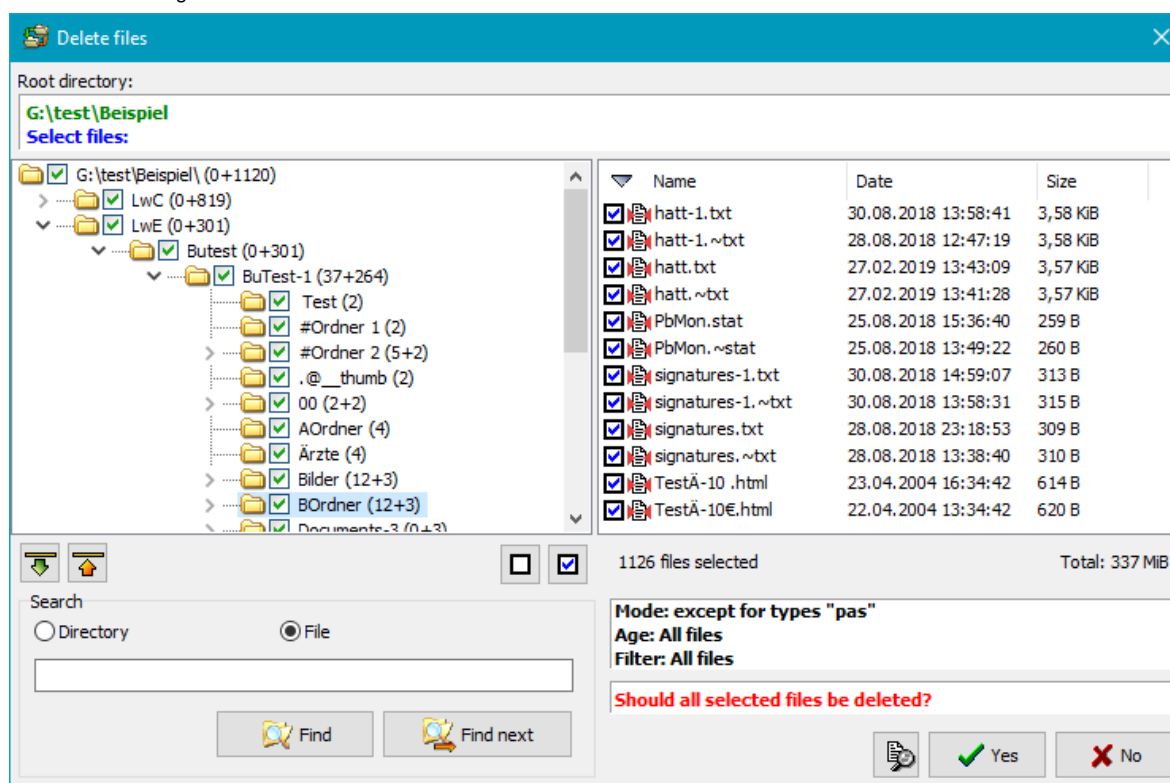 Delete files
Root directory:
G:\test\Beispiel
Select files:
G:\test\Beispiel\ (0+1120)
LwC (0+819)
LwE (0+301)
Butest (0+301)
BuTest-1 (37+264)
Test (2)
#Ordner 1 (2)
#Ordner 2 (5+2)
.@__thumb (2)
00 (2+2)
AOrdner (4)
Ärzte (4)
Bilder (12+3)
BOrdner (12+3)
Documents-3 (0+3)
Name Date Size
hatt-1.txt 30.08.2018 13:58:41 3,58 KiB
hatt-1.~txt 28.08.2018 12:47:19 3,58 KiB
hatt.txt 27.02.2019 13:43:09 3,57 KiB
hatt.~txt 27.02.2019 13:41:28 3,57 KiB
PbMon.stat 25.08.2018 15:36:40 259 B
PbMon.~stat 25.08.2018 13:49:22 260 B
signatures-1.txt 30.08.2018 14:59:07 313 B
signatures-1.~txt 30.08.2018 13:58:31 315 B
signatures.txt 28.08.2018 23:18:53 309 B
signatures.~txt 28.08.2018 13:38:40 310 B
TestÄ-10 .html 23.04.2004 16:34:42 614 B
TestÄ-10€.html 22.04.2004 13:34:42 620 B
1126 files selected Total: 337 MiB
Search
Directory File
Find Find next
Mode: except for types "pas"
Age: All files
Filter: All files
Should all selected files be deleted?
Yes No